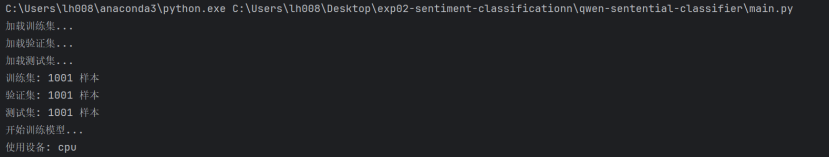 C:\Users\lh008\anaconda3\python.exe C:\Users\lh008\Desktop\exp02-sentiment-classificationn\qwen-sentential-classifier\main.py
加载训练集...
加载验证集...
加载测试集...
训练集: 1001 样本
验证集: 1001 样本
测试集: 1001 样本
开始训练模型...
使用设备: cpu